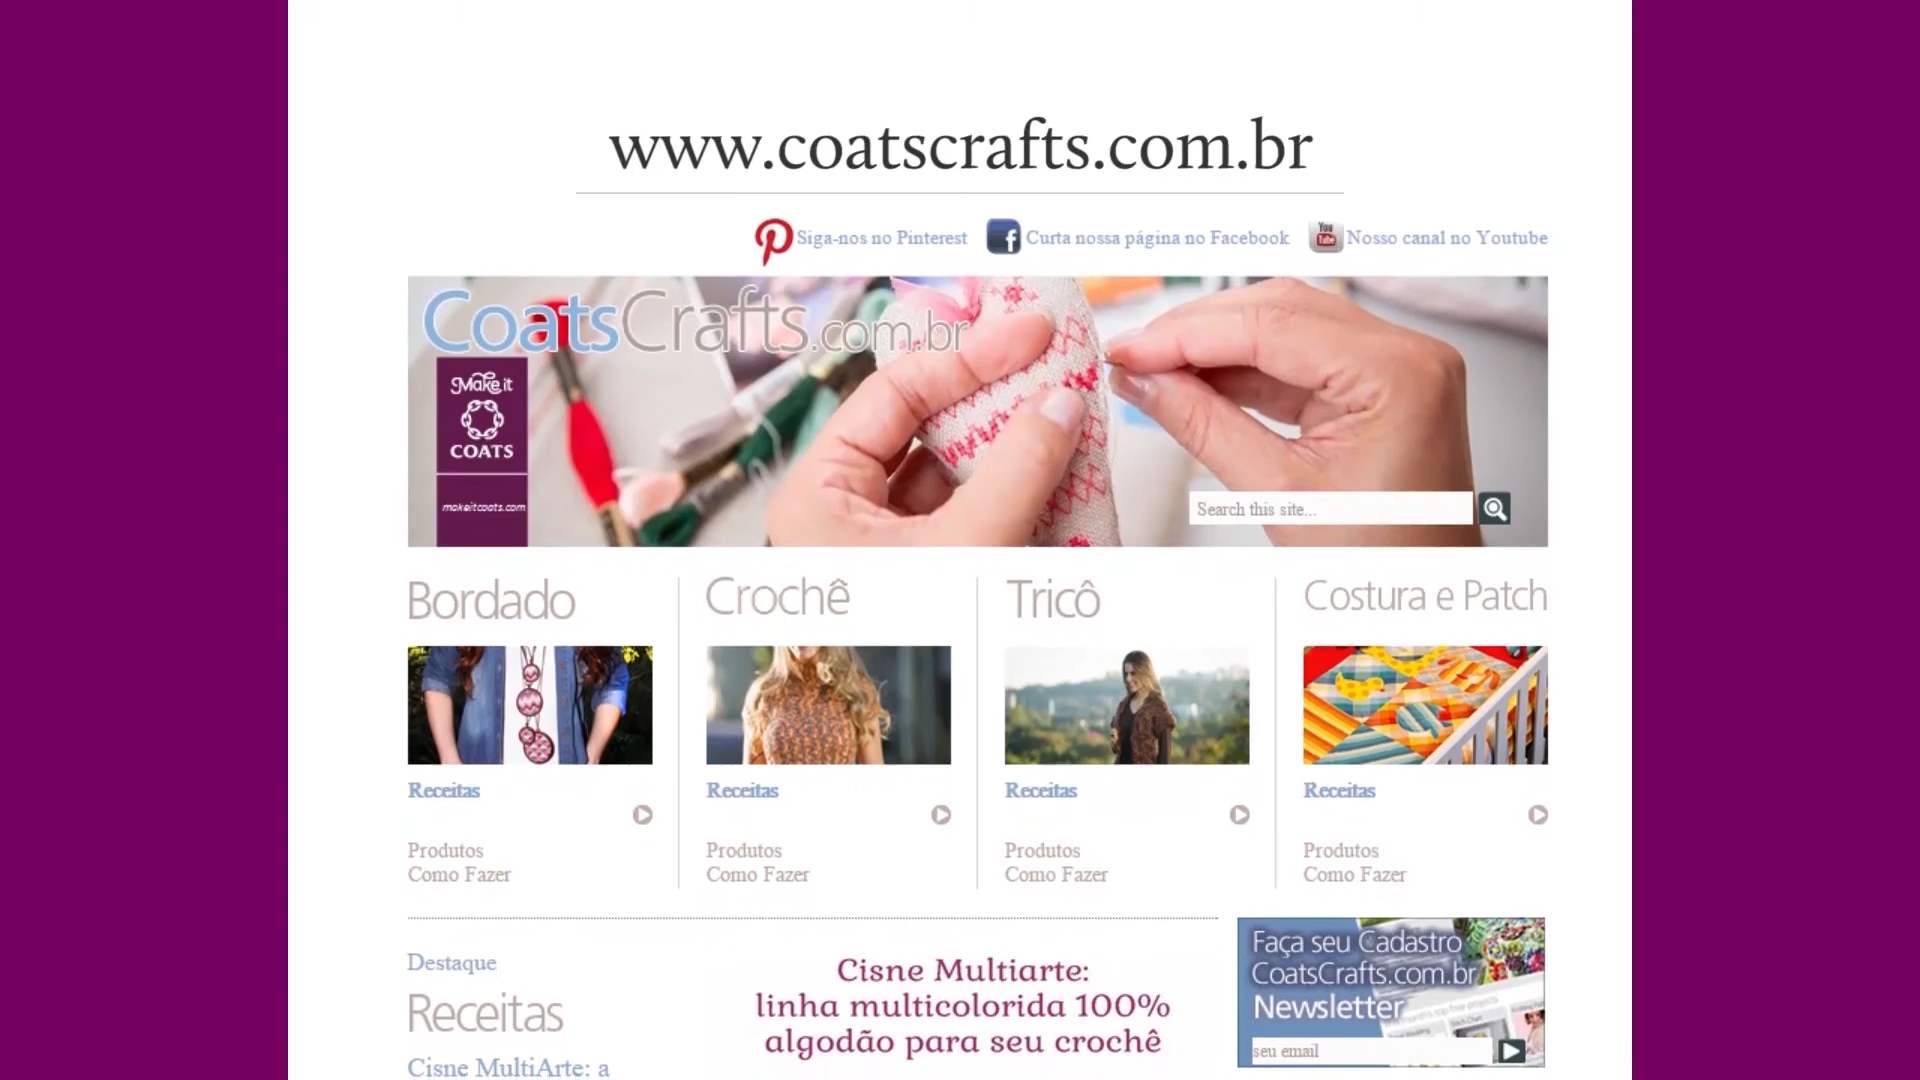 www.coatscrafts.com.br
Siga-nos no Pinterest
Curta nossa página no Facebook
You
Tube
Nosso canal no Youtube
CoatsCrafts.com.br
Make it
COATS
makeitcoats.com
Search this site...
Bordado
Crochê
Tricô
Costura e Patch
Receitas
Receitas
Receitas
Receitas
Produtos
Como Fazer
Produtos
Como Fazer
Produtos
Como Fazer
Produtos
Como Fazer
Destaque
Receitas
Cisne MultiArte: a
Cisne Multiarte:
linha multicolorida 100%
algodão para seu crochê
Faça seu Cadastro
CoatsCrafts.com.br
Newsletter
seu email